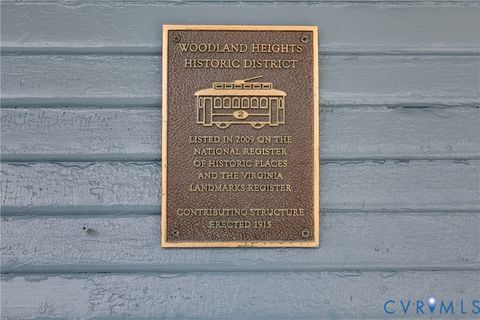 WOODLAND HEIGHTS
HISTORIC DISTRICT
2
LISTED IN 2009 ON THE
NATIONAL REGISTER
OF HISTORIC PLACES
AND THE VIRGINIA
LANDMARKS REGISTER
CONTRIBUTING STRUCTURE
ERECTED 1915
CVRMLS